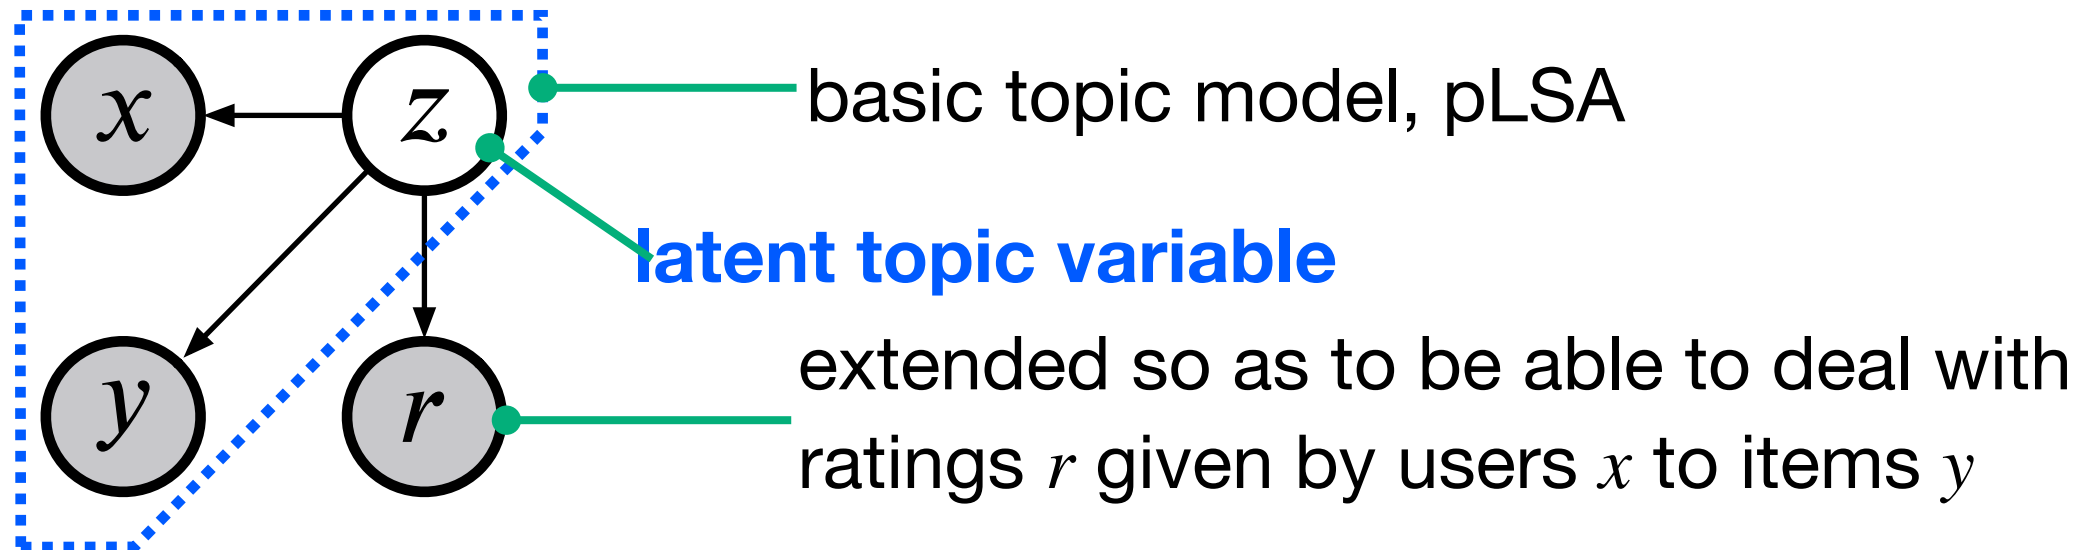 x
z
basic topic model, pLSA
latent topic variable
y
r
extended so as to be able to deal with
ratings r given by users x to items y